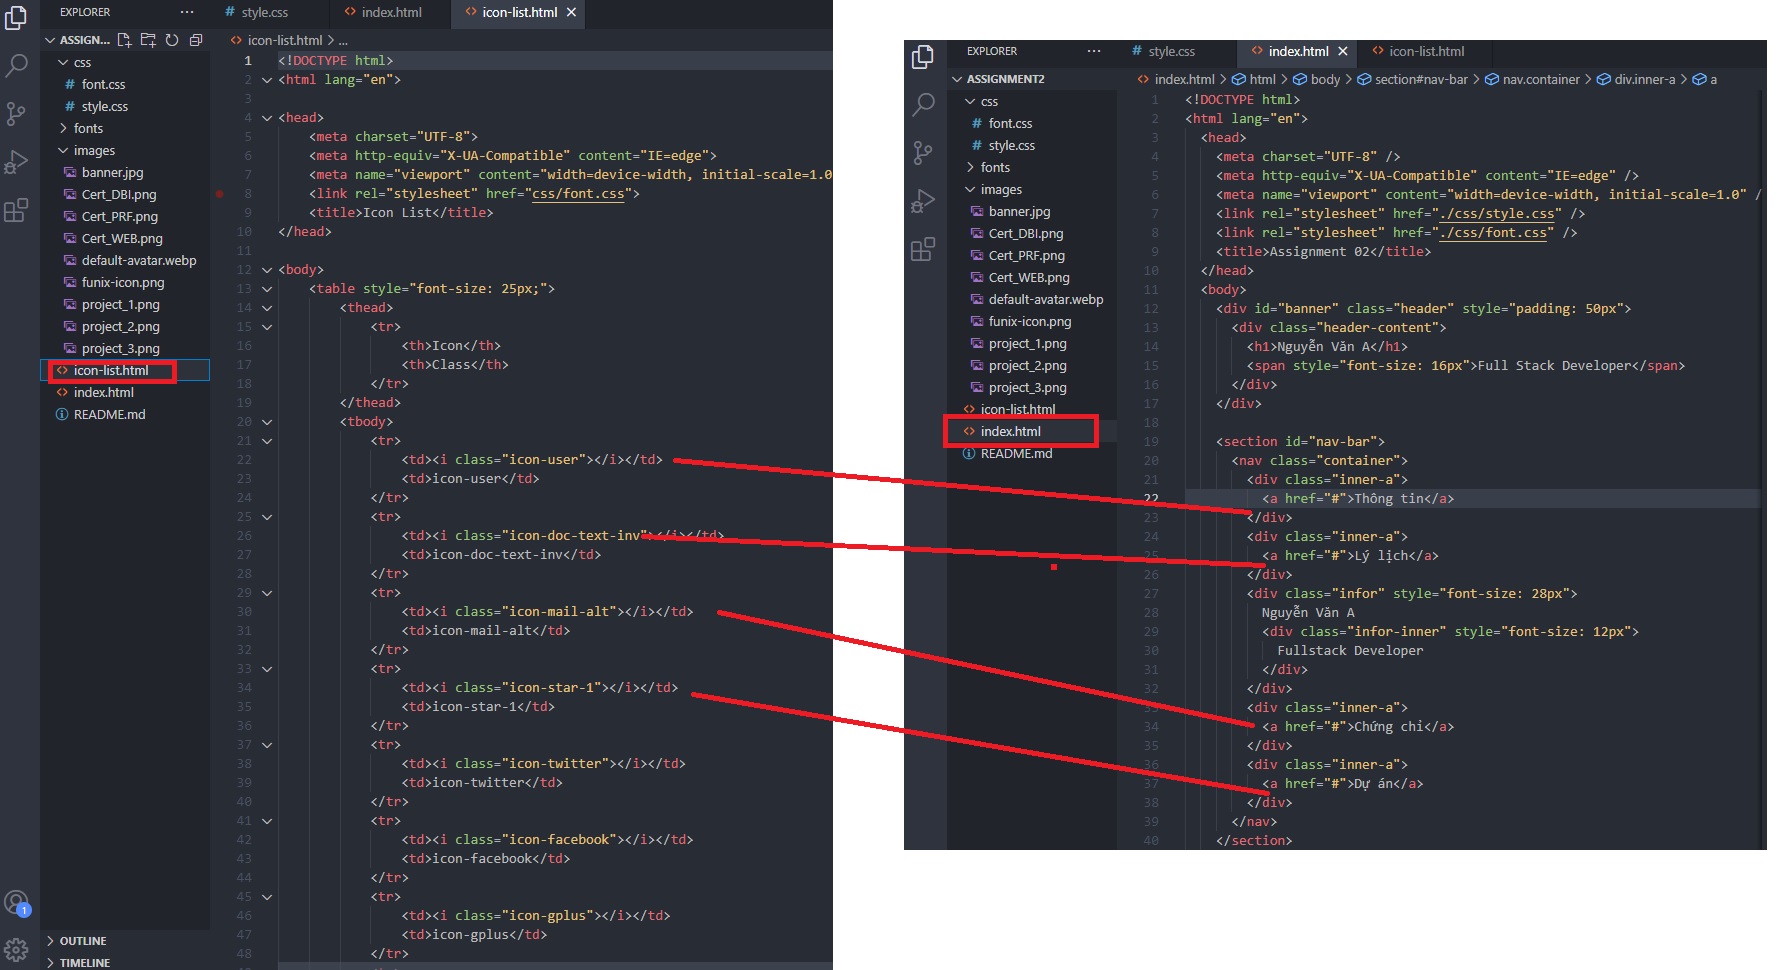 EXPLORER ···
# style.css
<> index.html
<> icon-list.html ×
ASSIGN...
<> icon-list.html > ...
css
# font.css
# style.css
fonts
images
banner.jpg
Cert_DBI.png
Cert_PRF.png
Cert_WEB.png
default-avatar.webp
funix-icon.png
project_1.png
project_2.png
project_3.png
<> icon-list.html
<> index.html
README.md
1
OUTLINE
TIMELINE
1 <!DOCTYPE html>
2 <html lang="en">
3
4 <head>
5 <meta charset="UTF-8">
6 <meta http-equiv="X-UA-Compatible" content="IE=edge">
7 <meta name="viewport" content="width=device-width, initial-scale=1.0
8 <link rel="stylesheet" href="css/font.css">
9 <title>Icon List</title>
10 </head>
11
12 <body>
13 <table style="font-size: 25px;">
14 <thead>
15 <tr>
16 <th>Icon</th>
17 <th>Class</th>
18 </tr>
19 </thead>
20 <tbody>
21 <tr>
22 <td><i class="icon-user"></i></td>
23 <td>icon-user</td>
24 </tr>
25 <tr>
26 <td><i class="icon-doc-text-inv"></i></td>
27 <td>icon-doc-text-inv</td>
28 </tr>
29 <tr>
30 <td><i class="icon-mail-alt"></i></td>
31 <td>icon-mail-alt</td>
32 </tr>
33 <tr>
34 <td><i class="icon-star-1"></i></td>
35 <td>icon-star-1</td>
36 </tr>
37 <tr>
38 <td><i class="icon-twitter"></i></td>
39 <td>icon-twitter</td>
40 </tr>
41 <tr>
42 <td><i class="icon-facebook"></i></td>
43 <td>icon-facebook</td>
44 </tr>
45 <tr>
46 <td><i class="icon-gplus"></i></td>
47 <td>icon-gplus</td>
48 </tr>
EXPLORER ···
# style.css
<> index.html ×
<> icon-list.html
ASSIGNMENT2
<> index.html > html > body > section#nav-bar > nav.container > div.inner-a > a
css
# font.css
# style.css
fonts
images
banner.jpg
Cert_DBI.png
Cert_PRF.png
Cert_WEB.png
default-avatar.webp
funix-icon.png
project_1.png
project_2.png
project_3.png
<> icon-list.html
<> index.html
README.md
1 <!DOCTYPE html>
2 <html lang="en">
3 <head>
4 <meta charset="UTF-8" />
5 <meta http-equiv="X-UA-Compatible" content="IE=edge" />
6 <meta name="viewport" content="width=device-width, initial-scale=1.0" /
7 <link rel="stylesheet" href="./css/style.css" />
8 <link rel="stylesheet" href="./css/font.css" />
9 <title>Assignment 02</title>
10 </head>
11 <body>
12 <div id="banner" class="header" style="padding: 50px">
13 <div class="header-content">
14 <h1>Nguyễn Văn A</h1>
15 <span style="font-size: 16px">Full Stack Developer</span>
16 </div>
17 </div>
18
19 <section id="nav-bar">
20 <nav class="container">
21 <div class="inner-a">
22 <a href="#">Thông tin</a>
23 </div>
24 <div class="inner-a">
25 <a href="#">Lý lịch</a>
26 </div>
27 <div class="infor" style="font-size: 28px">
28 Nguyễn Văn A
29 <div class="infor-inner" style="font-size: 12px">
30 Fullstack Developer
31 </div>
32 </div>
33 <div class="inner-a">
34 <a href="#">Chứng chỉ</a>
35 </div>
36 <div class="inner-a">
37 <a href="#">Dự án</a>
38 </div>
39 </nav>
40 </section>